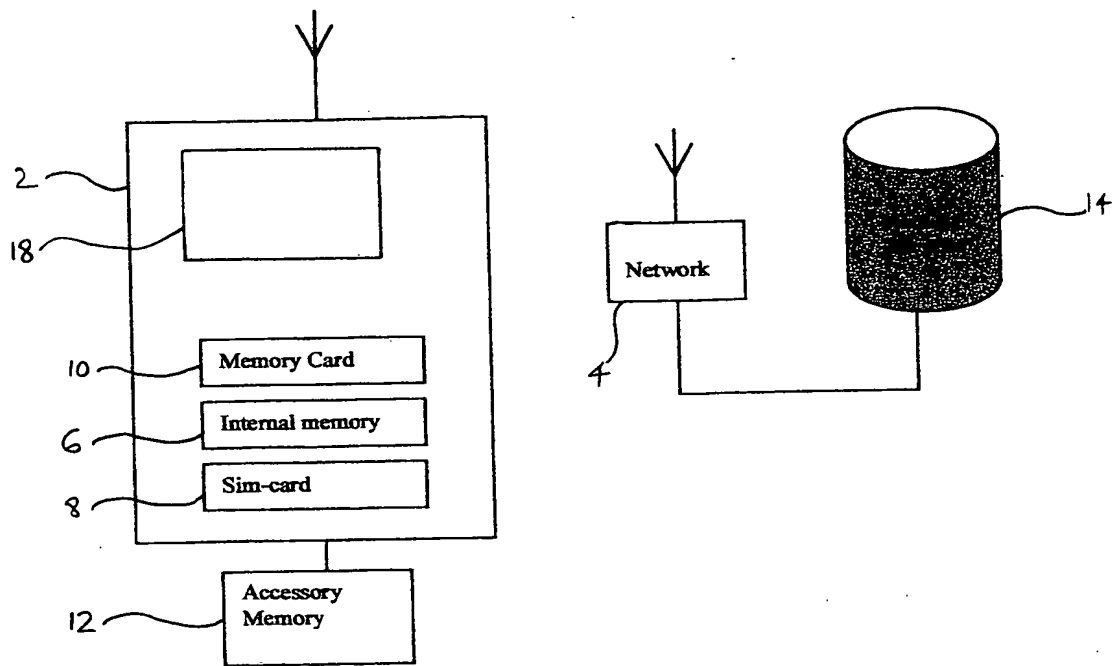 2
18
Network
14
4
10
Memory Card
6
Internal memory
8
Sim-card
12
Accessory
Memory